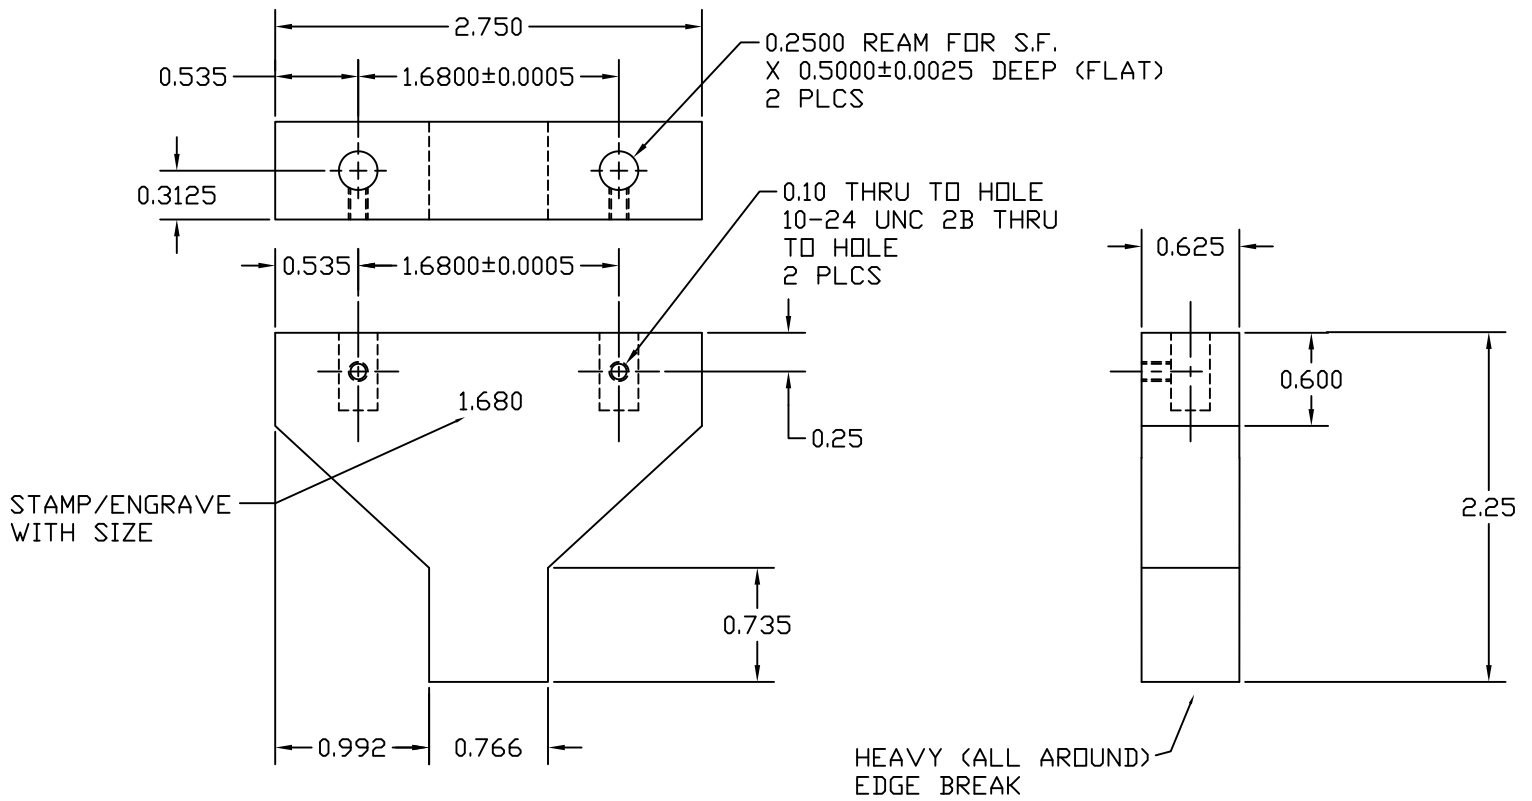 2.750
0.535
1.6800±0.0005
0.2500 REAM FOR S.F.
X 0.5000±0.0025 DEEP (FLAT)
2 PLCS
0.3125
0.10 THRU TO HOLE
10-24 UNC 2B THRU
TO HOLE
2 PLCS
0.535
1.6800±0.0005
0.625
1.680
0.25
0.600
STAMP/ENGRAVE
WITH SIZE
2.25
0.735
0.992
0.766
HEAVY (ALL AROUND)
EDGE BREAK